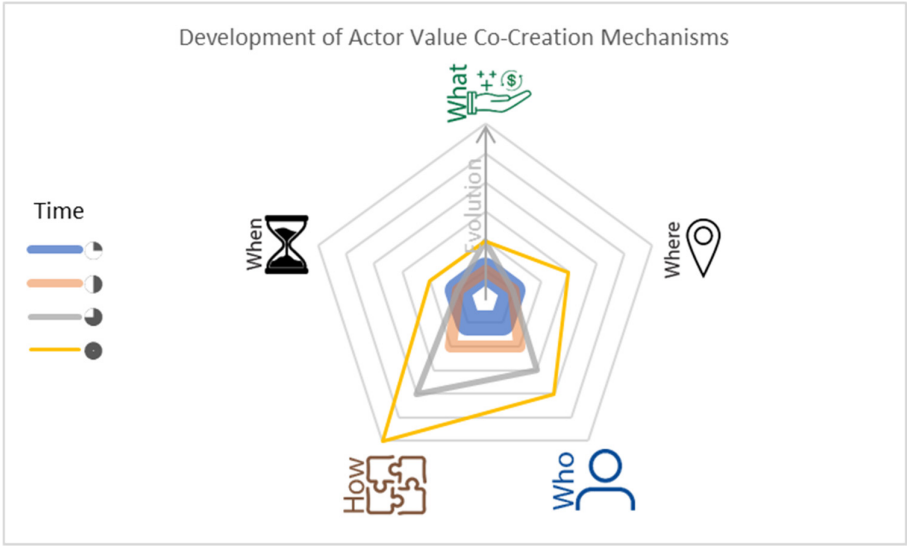 Development of Actor Value Co-Creation Mechanisms
What
++
+
$
Evolution
Time
When
Where
How
Who